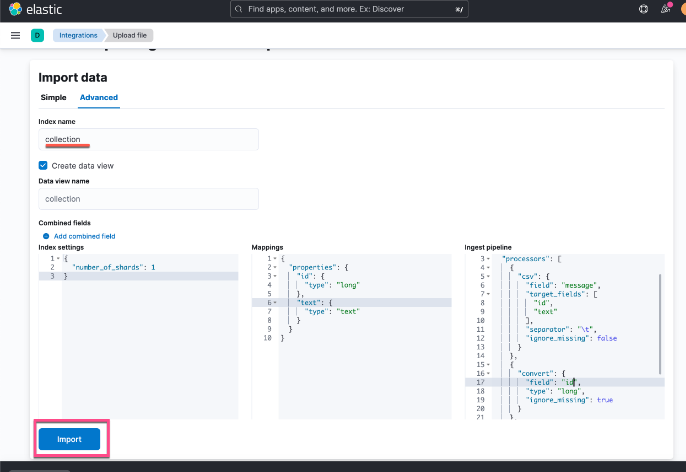 elastic
Find apps, content, and more. Ex: Discover
⌘/
D
Integrations
Upload file
Import data
Simple
Advanced
Index name
collection
Create data view
Data view name
collection
Combined fields
Add combined field
Index settings
1 {
2 "number_of_shards": 1
3 }
Mappings
1 {
2 "properties": {
3 "id": {
4 "type": "long"
5 },
6 "text": {
7 "type": "text"
8 }
9 }
10 }
Ingest pipeline
3 "processors": [
4 {
5 "csv": {
6 "field": "message",
7 "target_fields": [
8 "id",
9 "text"
10 ],
11 "separator": "\t",
12 "ignore_missing": false
13 }
14 },
15 {
16 "convert": {
17 "field": "id",
18 "type": "long",
19 "ignore_missing": true
20 }
21 },
Import